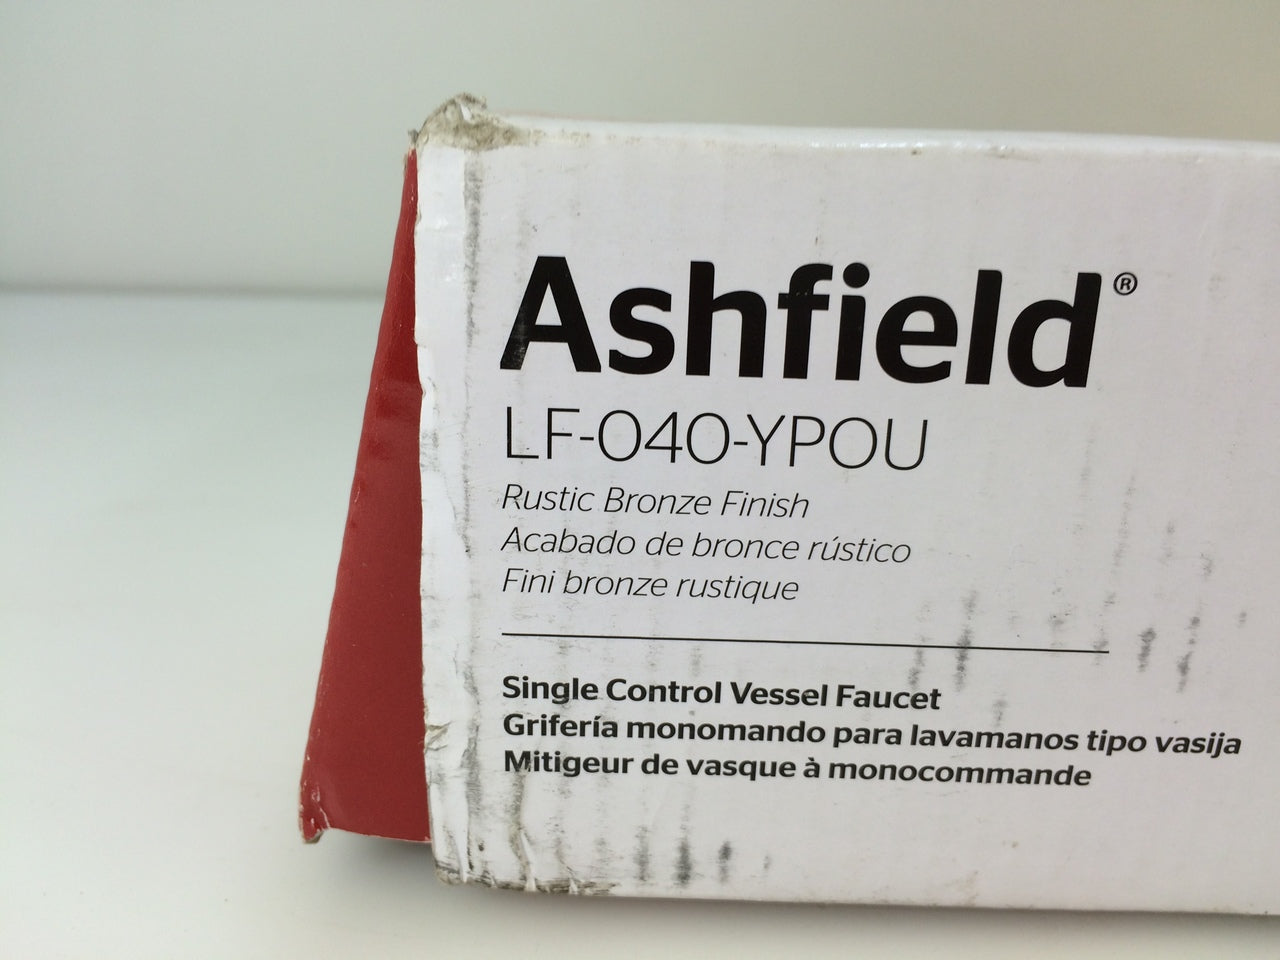 Ashfield®
LF-040-YPOU
Rustic Bronze Finish
Acabado de bronce rústico
Fini bronze rustique
Single Control Vessel Faucet
Grifería monomando para lavamanos tipo vasija
Mitigeur de vasque à monocommande